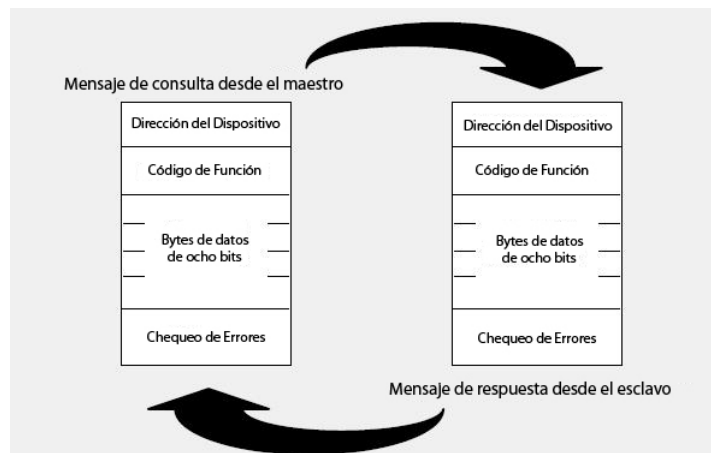 Mensaje de consulta desde el maestro
Dirección del Dispositivo
Código de Función
Bytes de datos
de ocho bits
Chequeo de Errores
Dirección del Dispositivo
Código de Función
Bytes de datos
de ocho bits
Chequeo de Errores
Mensaje de respuesta desde el esclavo